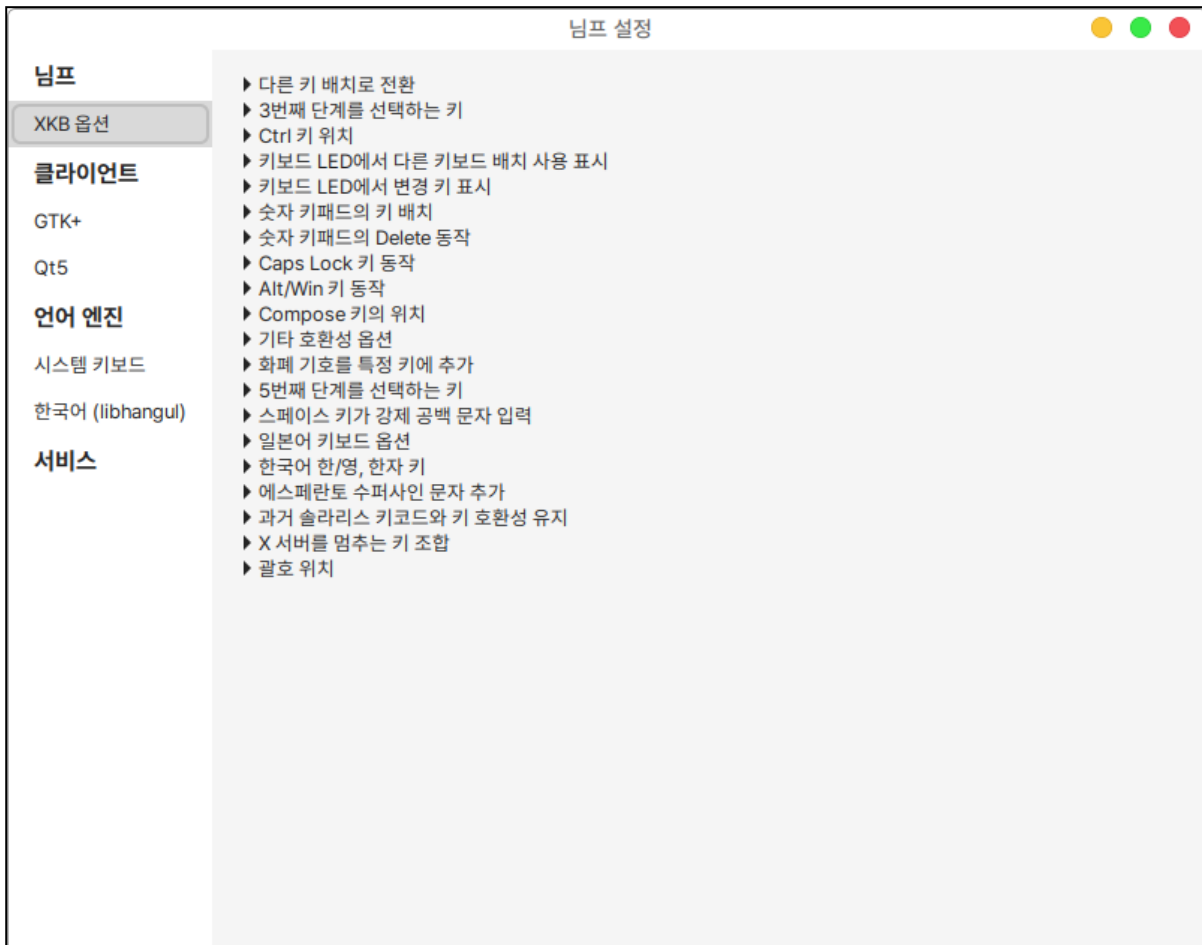 님프 설정
님프
XKB 옵션
클라이언트
GTK+
Qt5
언어 엔진
시스템 키보드
한국어 (libhangul)
서비스
다른 키 배치로 전환
3번째 단계를 선택하는 키
Ctrl 키 위치
키보드 LED에서 다른 키보드 배치 사용 표시
키보드 LED에서 변경 키 표시
숫자 키패드의 키 배치
숫자 키패드의 Delete 동작
Caps Lock 키 동작
Alt/Win 키 동작
Compose 키의 위치
기타 호환성 옵션
화폐 기호를 특정 키에 추가
5번째 단계를 선택하는 키
스페이스 키가 강제 공백 문자 입력
일본어 키보드 옵션
한국어 한/영, 한자 키
에스페란토 수퍼사인 문자 추가
과거 솔라리스 키코드와 키 호환성 유지
X 서버를 멈추는 키 조합
괄호 위치